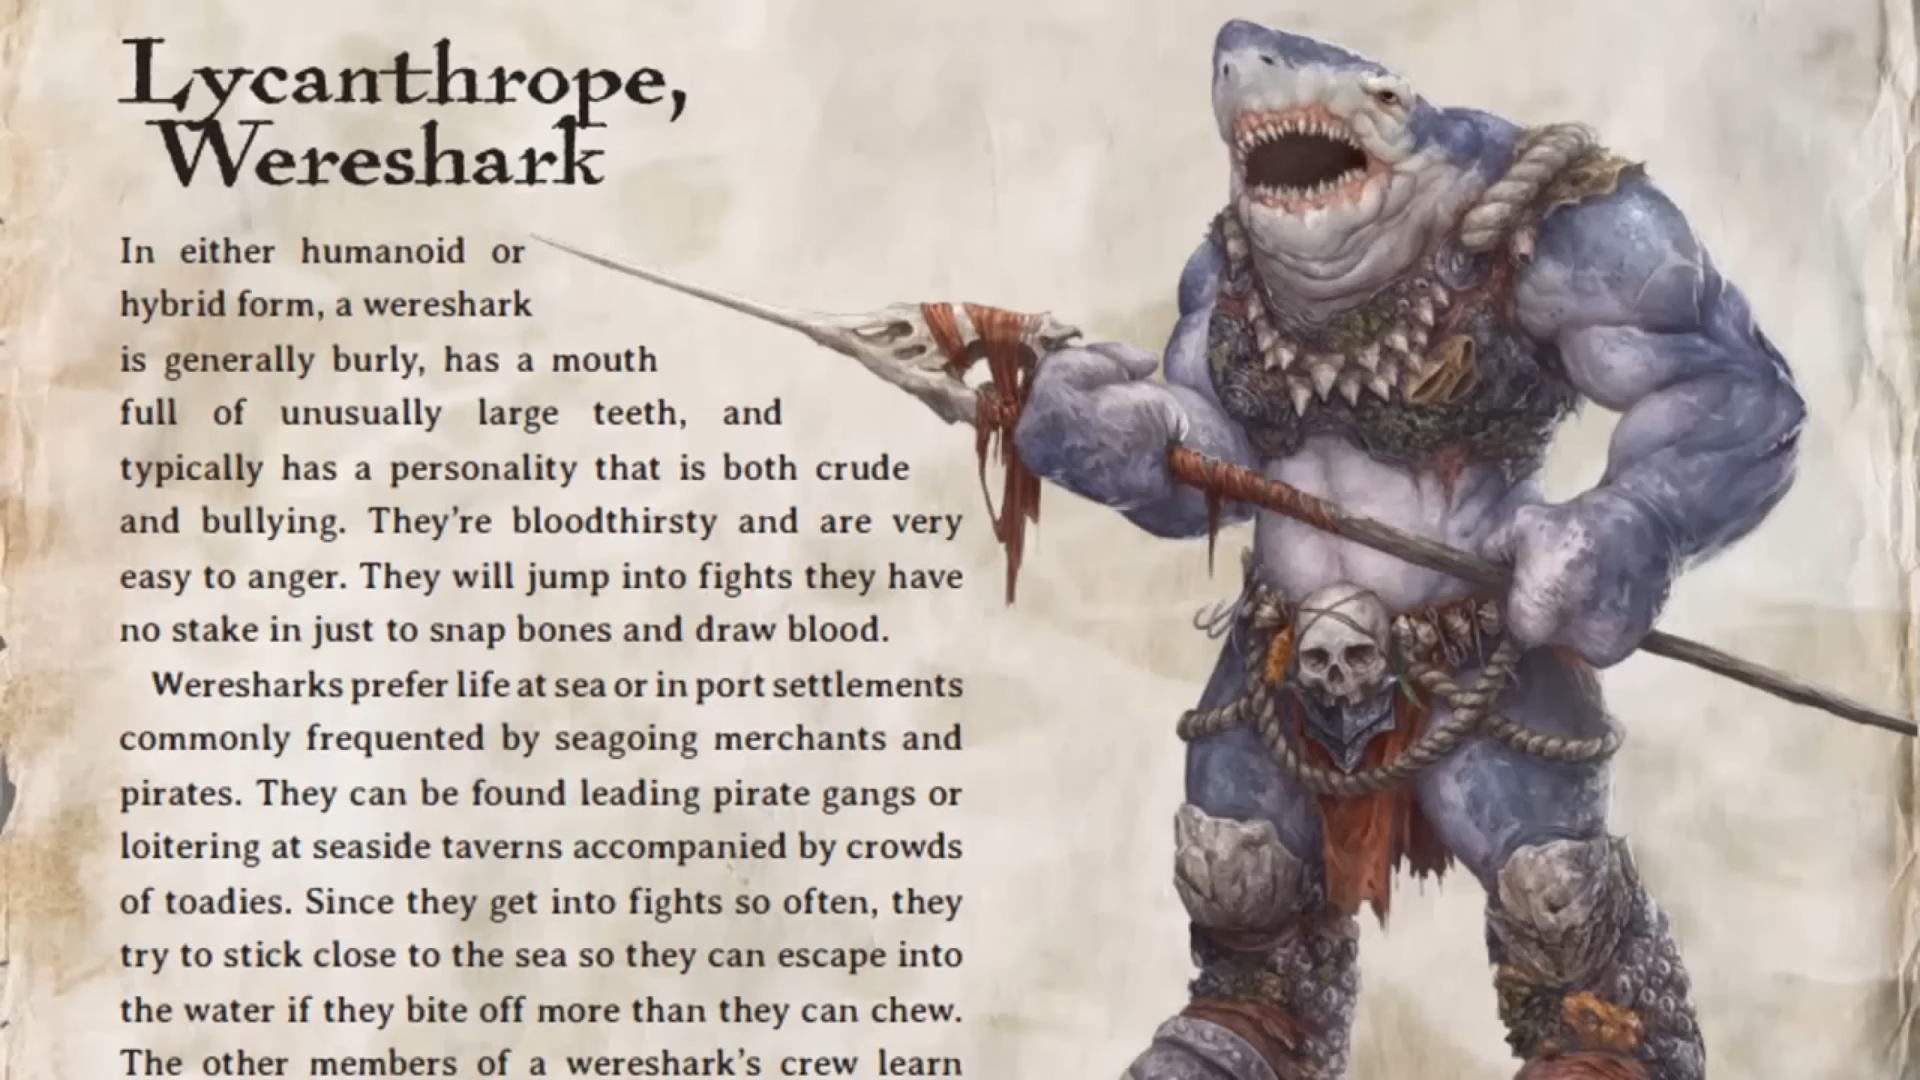 Lycanthrope,
Wereshark
In either humanoid or
hybrid form, a wereshark
is generally burly, has a mouth
full of unusually large teeth, and
typically has a personality that is both crude
and bullying. They're bloodthirsty and are very
easy to anger. They will jump into fights they have
no stake in just to snap bones and draw blood.
Weresharks prefer life at sea or in port settlements
commonly frequented by seagoing merchants and
pirates. They can be found leading pirate gangs or
loitering at seaside taverns accompanied by crowds
of toadies. Since they get into fights so often, they
try to stick close to the sea so they can escape into
the water if they bite off more than they can chew.
The other members of a wereshark's crew learn